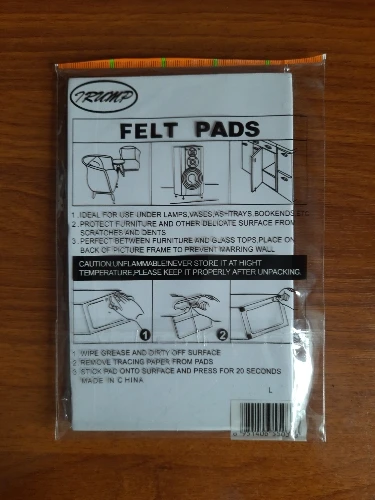 TRUMP
FELT PADS
1. IDEAL FOR USE UNDER LAMPS,VASES,ASHTRAYS,BOOKENDS,ETC
2. PROTECT FURNITURE AND OTHER DELICATE SURFACE FROM
SCRATCHES AND DENTS
3. PERFECT BETWEEN FURNITURE AND GLASS TOPS,PLACE ON
BACK OF PICTURE FRAME TO PREVENT MARRING WALL
CAUTION:UNFLAMMABLE!NEVER STORE IT AT HIGHT
TEMPERATURE,PLEASE KEEP IT PROPERLY AFTER UNPACKING.
1 2
1. WIPE GREASE AND DIRTY OFF SURFACE
2. REMOVE TRACING PAPER FROM PADS
3. STICK PAD ONTO SURFACE AND PRESS FOR 20 SECONDS
MADE IN CHINA
L